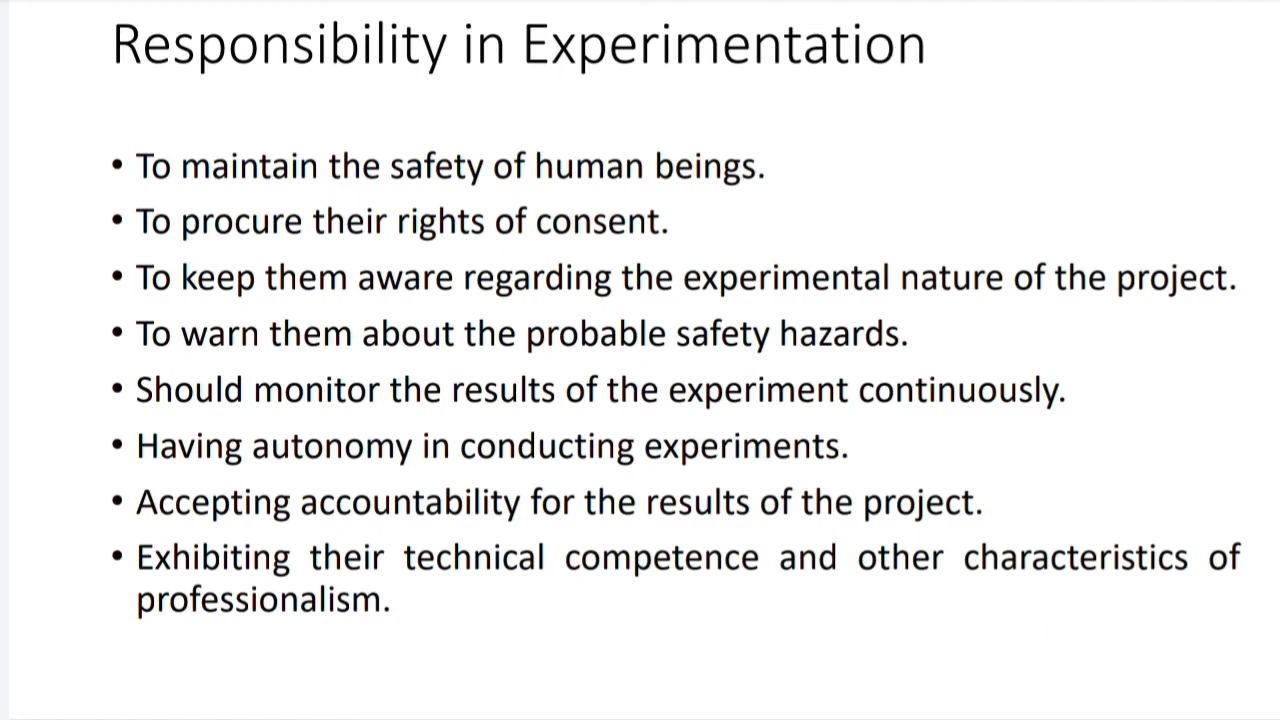 Responsibility in Experimentation
• To maintain the safety of human beings.
• To procure their rights of consent.
• To keep them aware regarding the experimental nature of the project.
• To warn them about the probable safety hazards.
• Should monitor the results of the experiment continuously.
• Having autonomy in conducting experiments.
• Accepting accountability for the results of the project.
• Exhibiting their technical competence and other characteristics of
professionalism.